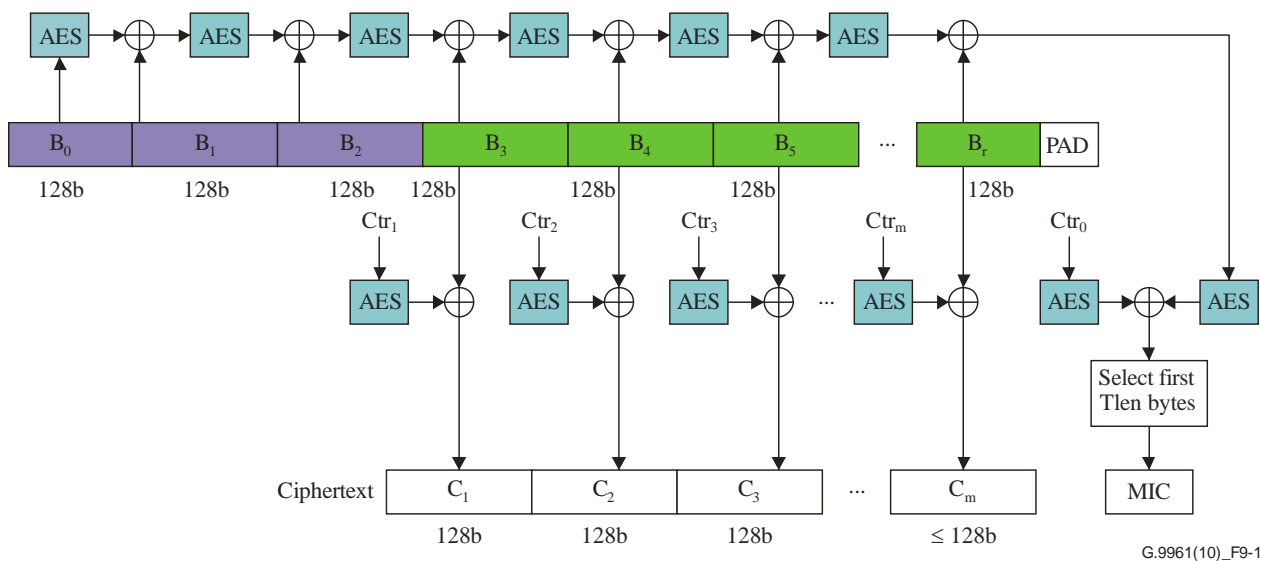 AES AES AES AES AES AES
B₀ B₁ B₂ B₃ B₄ B₅ ... Bᵣ PAD
128b 128b 128b 128b 128b 128b 128b
Ctr₁ Ctr₂ Ctr₃ Ctrₘ Ctr₀
AES AES AES ... AES AES AES
Select first
Tlen bytes
Ciphertext C₁ C₂ C₃ ... Cₘ MIC
128b 128b 128b ≤ 128b
G.9961(10)_F9-1